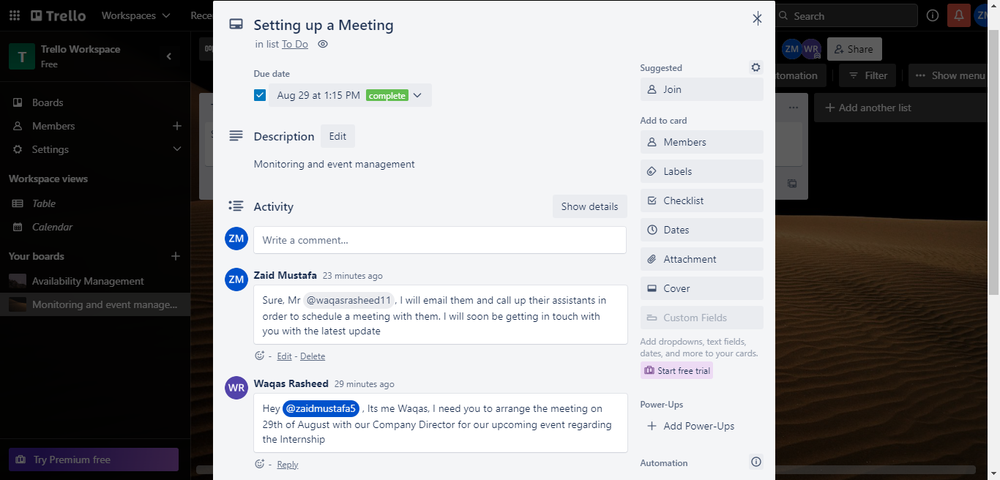 Trello
Workspaces
Rece
Search
ZM
T
Trello Workspace
Free
Boards
Members
Settings
Workspace views
Table
Calendar
Your boards
Availability Management
Monitoring and event manage...
Try Premium free
Setting up a Meeting
in list To Do
Due date
Aug 29 at 1:15 PM complete
Description Edit
Monitoring and event management
Activity Show details
ZM Write a comment…
ZM Zaid Mustafa 23 minutes ago
Sure, Mr @waqasrasheed11 , I will email them and call up their assistants in
order to schedule a meeting with them. I will soon be getting in touch with
you with the latest update
- Edit - Delete
WR Waqas Rasheed 29 minutes ago
Hey @zaidmustafa5 , Its me Waqas, I need you to arrange the meeting on
29th of August with our Company Director for our upcoming event regarding
the Internship
- Reply
Suggested
Join
Add to card
Members
Labels
Checklist
Dates
Attachment
Cover
Custom Fields
Add dropdowns, text fields,
dates, and more to your cards.
Start free trial
Power-Ups
Add Power-Ups
Automation
ZM WR Share
tomation Filter Show menu
Add another list